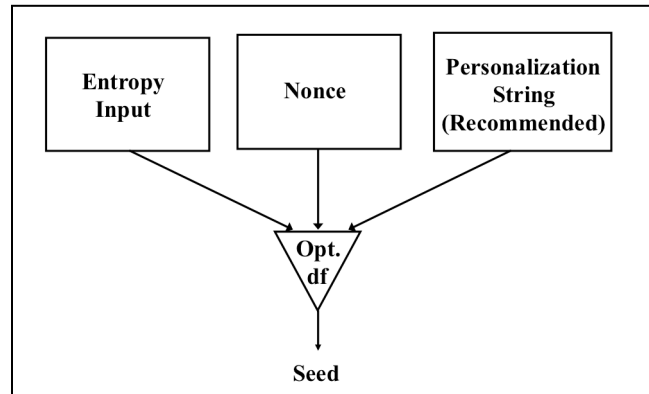 Entropy
Input
Nonce
Personalization
String
(Recommended)
Opt.
df
Seed